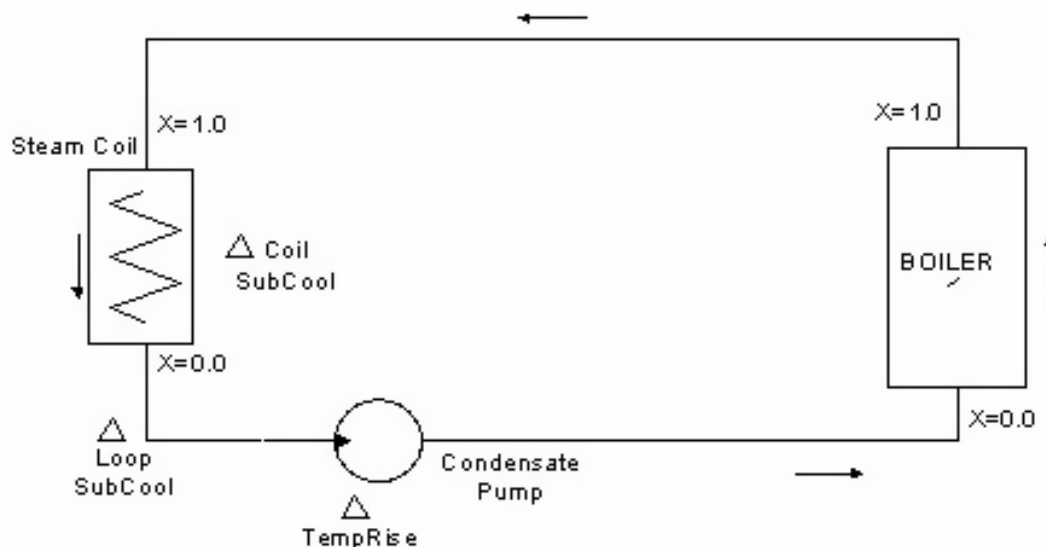 X=1.0
X=1.0
Steam Coil
△ Coil
SubCool
BOILER
X=0.0
X=0.0
△
Loop
SubCool
Condensate
Pump
△
TempRise